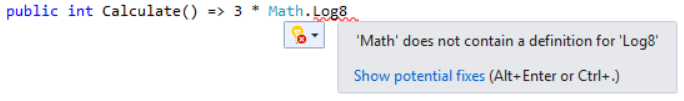 public int Calculate() => 3 * Math.Log8
'Math' does not contain a definition for 'Log8'
Show potential fixes (Alt+Enter or Ctrl+.)